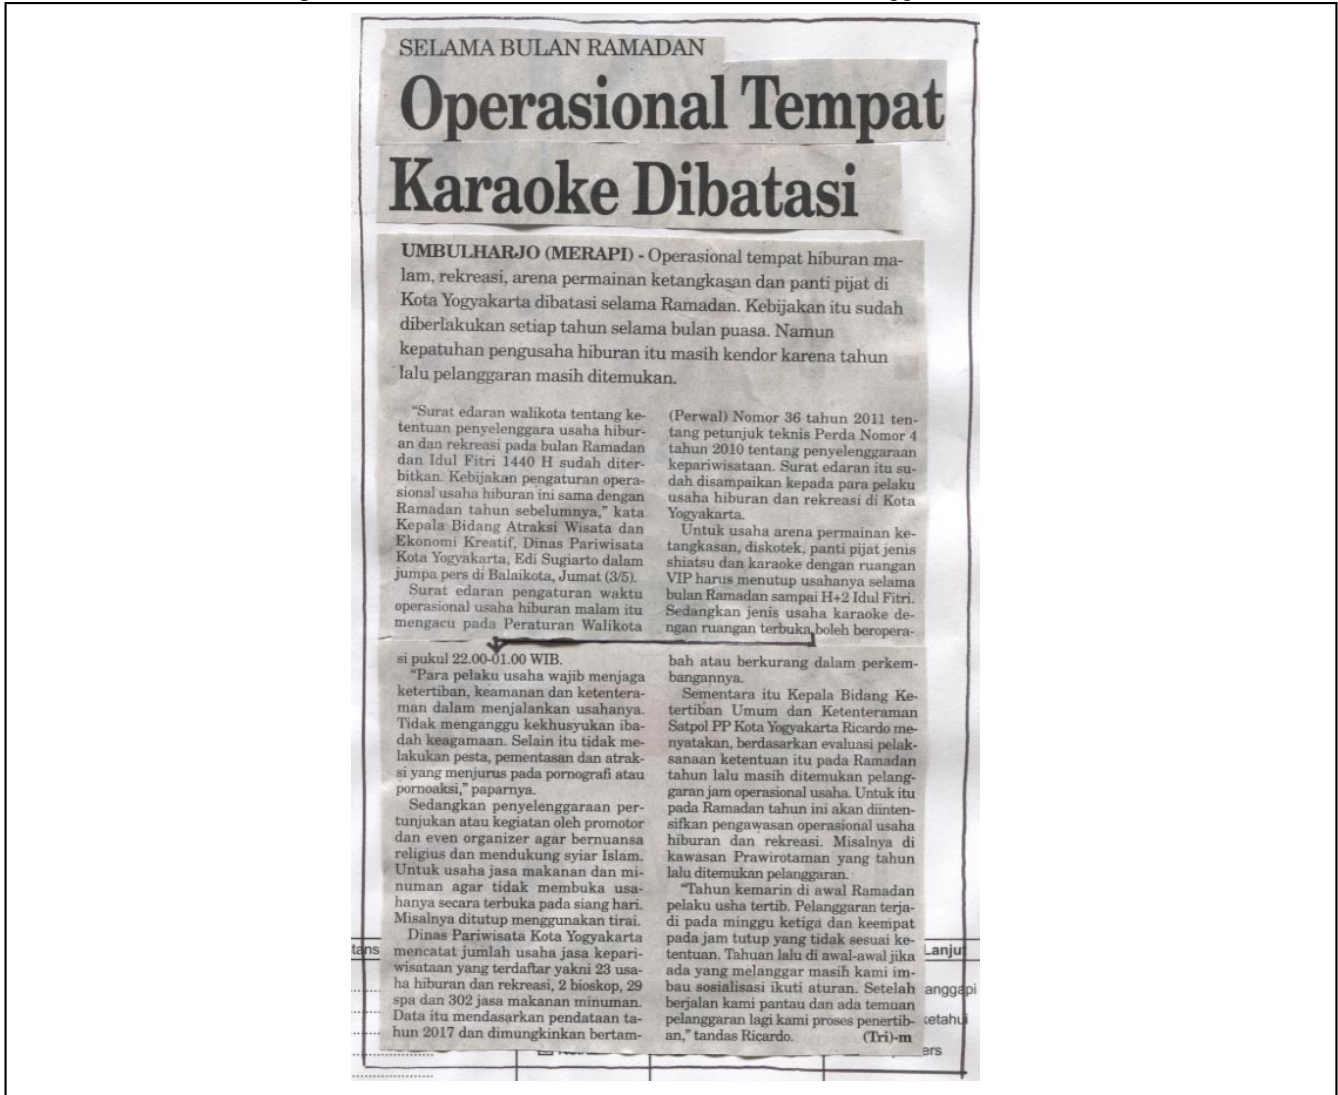 SELAMA BULAN RAMADAN
Operasional Tempat
Karaoke Dibatasi
UMBULHARJO (MERAPI) - Operasional tempat hiburan ma-
lam, rekreasi, arena permainan ketangkasan dan panti pijat di
Kota Yogyakarta dibatasi selama Ramadan. Kebijakan itu sudah
diberlakukan setiap tahun selama bulan puasa. Namun
kepatuhan pengusaha hiburan itu masih kendor karena tahun
lalu pelanggaran masih ditemukan.
"Surat edaran walikota tentang ke-
tentuan penyelenggara usaha hibur-
an dan rekreasi pada bulan Ramadan
dan Idul Fitri 1440 H sudah diter-
bitkan. Kebijakan pengaturan opera-
sional usaha hiburan ini sama dengan
Ramadan tahun sebelumnya," kata
Kepala Bidang Atraksi Wisata dan
Ekonomi Kreatif, Dinas Pariwisata
Kota Yogyakarta, Edi Sugiarto dalam
jumpa pers di Balaikota, Jumat (3/5).
Surat edaran pengaturan waktu
operasional usaha hiburan malam itu
mengacu pada Peraturan Walikota
(Perwal) Nomor 36 tahun 2011 ten-
tang petunjuk teknis Perda Nomor 4
tahun 2010 tentang penyelenggaraan
kepariwisataan. Surat edaran itu su-
dah disampaikan kepada para pelaku
usaha hiburan dan rekreasi di Kota
Yogyakarta.
Untuk usaha arena permainan ke-
tangkasan, diskotek, panti pijat jenis
shiatsu dan karaoke dengan ruangan
VIP harus menutup usahanya selama
bulan Ramadan sampai H+2 Idul Fitri.
Sedangkan jenis usaha karaoke de-
ngan ruangan terbuka boleh beropera-
si pukul 22.00-01.00 WIB.
"Para pelaku usaha wajib menjaga
ketertiban, keamanan dan ketentera-
man dalam menjalankan usahanya.
Tidak menganggu kekhusyukan iba-
dah keagamaan. Selain itu tidak me-
lakukan pesta, pementasan dan atrak-
si yang menjurus pada pornografi atau
pornoaksi," paparnya.
Sedangkan penyelenggaraan per-
tunjukan atau kegiatan oleh promotor
dan even organizer agar bernuansa
religius dan mendukung syiar Islam.
Untuk usaha jasa makanan dan mi-
numan agar tidak membuka usa-
hanya secara terbuka pada siang hari.
Misalnya ditutup menggunakan tirai.
Dinas Pariwisata Kota Yogyakarta
mencatat jumlah usaha jasa kepari-
wisataan yang terdaftar yakni 23 usa-
ha hiburan dan rekreasi, 2 bioskop, 29
spa dan 302 jasa makanan minuman.
Data itu mendasarkan pendataan ta-
hun 2017 dan dimungkinkan bertam-
bah atau berkurang dalam perkem-
bangannya.
Sementara itu Kepala Bidang Ke-
tertiban Umum dan Ketenteraman
Satpol PP Kota Yogyakarta Ricardo me-
nyatakan, berdasarkan evaluasi pelak-
sanaan ketentuan itu pada Ramadan
tahun lalu masih ditemukan pelang-
garan jam operasional usaha. Untuk itu
pada Ramadan tahun ini akan diinten-
sifkan pengawasan operasional usaha
hiburan dan rekreasi. Misalnya di
kawasan Prawirotaman yang tahun
lalu ditemukan pelanggaran.
"Tahun kemarin di awal Ramadan
pelaku usha tertib. Pelanggaran terja-
di pada minggu ketiga dan keempat
pada jam tutup yang tidak sesuai ke-
tentuan. Tahuan lalu di awal-awal jika
ada yang melanggar masih kami im-
bau sosialisasi ikuti aturan. Setelah
berjalan kami pantau dan ada temuan
pelanggaran lagi kami proses penertib-
an," tandas Ricardo. (Tri)-m
tans
Lanjut
anggapi
ketahui
ers